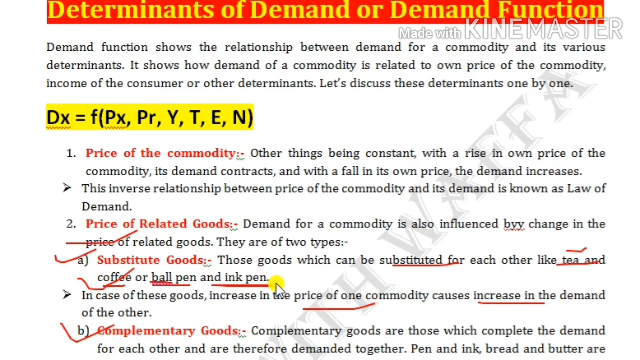 Determinants of Demand or Demand Function
Made with KINEMASTER
Demand function shows the relationship between demand for a commodity and its various
determinants. It shows how demand of a commodity is related to own price of the commodity,
income of the consumer or other determinants. Let's discuss these determinants one by one.
Dx = f(Px, Pr, Y, T, E, N)
1. Price of the commodity:- Other things being constant, with a rise in own price of the
commodity, its demand contracts, and with a fall in its own price, the demand increases.
➤ This inverse relationship between price of the commodity and its demand is known as Law of
Demand.
2. Price of Related Goods:- Demand for a commodity is also influenced byy change in the
price of related goods. They are of two types:-
a) Substitute Goods:- Those goods which can be substituted for each other like tea and
coffee or ball pen and ink pen.
➤ In case of these goods, increase in the price of one commodity causes increase in the demand
of the other.
b) Complementary Goods:- Complementary goods are those which complete the demand
for each other and are therefore demanded together. Pen and ink, bread and butter are
WITH WAFFA